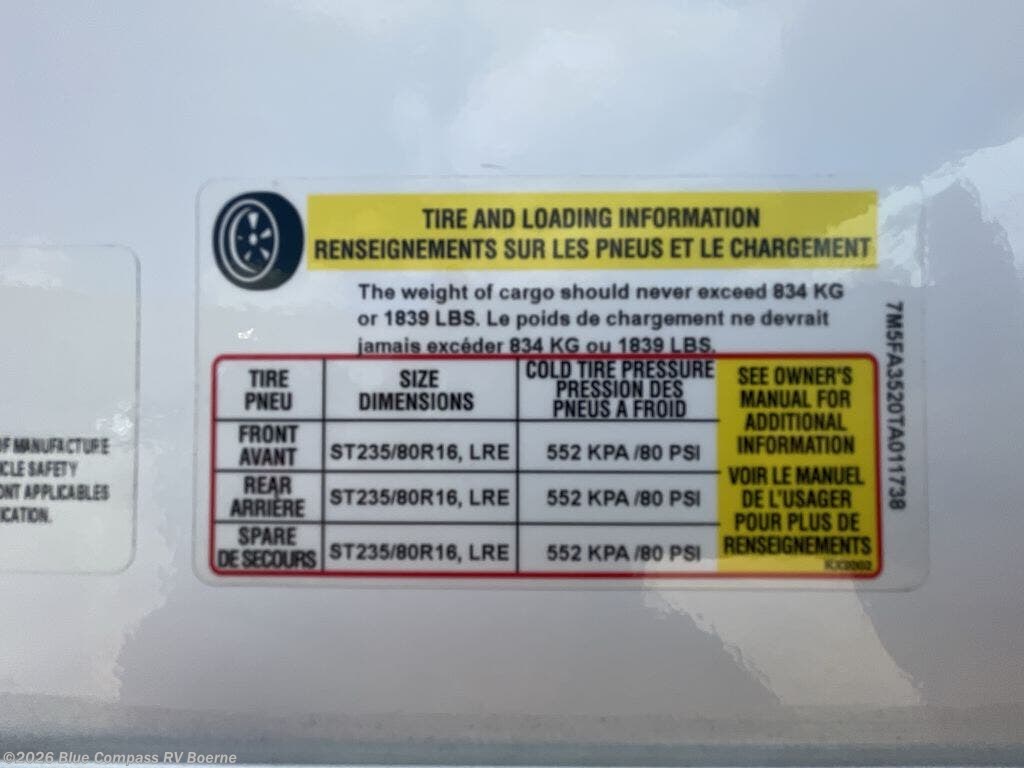 TIRE AND LOADING INFORMATION
RENSEIGNEMENTS SUR LES PNEUS ET LE CHARGEMENT
The weight of cargo should never exceed 834 KG
or 1839 LBS. Le poids de chargement ne devrait
jamais excéder 834 KG ou 1839 LBS.
TIRE
PNEU
SIZE
DIMENSIONS
COLD TIRE PRESSURE
PRESSION DES
PNEUS A FROID
FRONT
AVANT
ST235/80R16, LRE
552 KPA /80 PSI
REAR
ARRIÈRE
ST235/80R16, LRE
552 KPA /80 PSI
SPARE
DE SECOURS
ST235/80R16, LRE
552 KPA /80 PSI
SEE OWNER'S
MANUAL FOR
ADDITIONAL
INFORMATION
VOIR LE MANUEL
DE L'USAGER
POUR PLUS DE
RENSEIGNEMENTS
7M5FA3520TA011738
OF MANUFACTURE
ICLE SAFETY
ONT APPLICABLES
ICATION.
©2026 Blue Compass RV Boerne